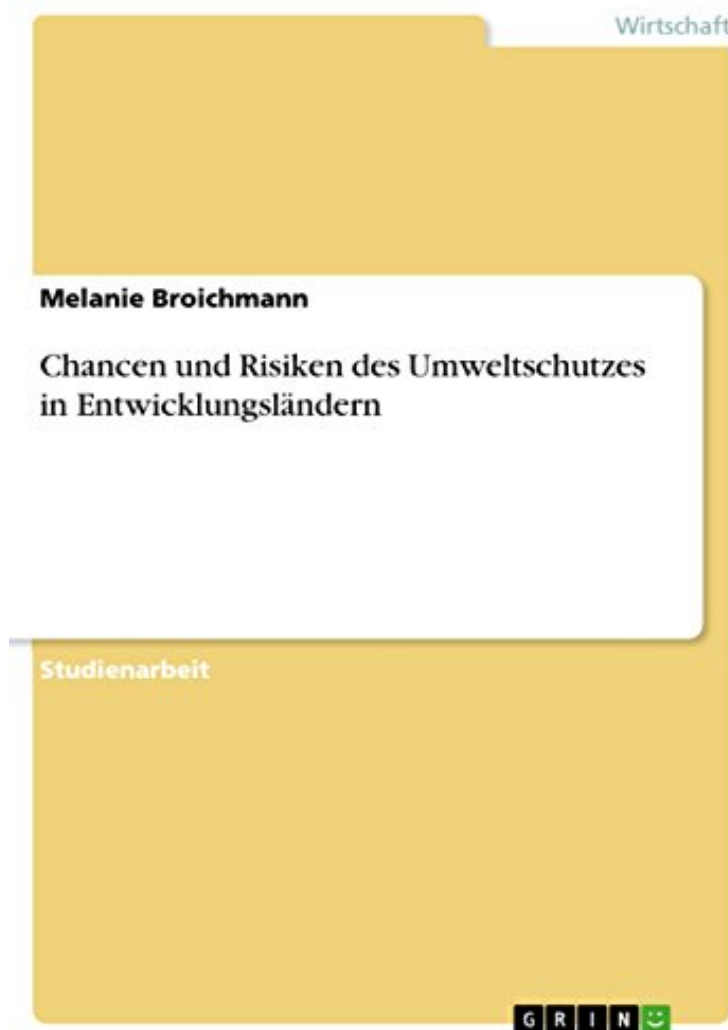 Wirtschaft
Melanie Broichmann
Chancen und Risiken des Umweltschutzes
in Entwicklungsländern
Studienarbeit
GRIN